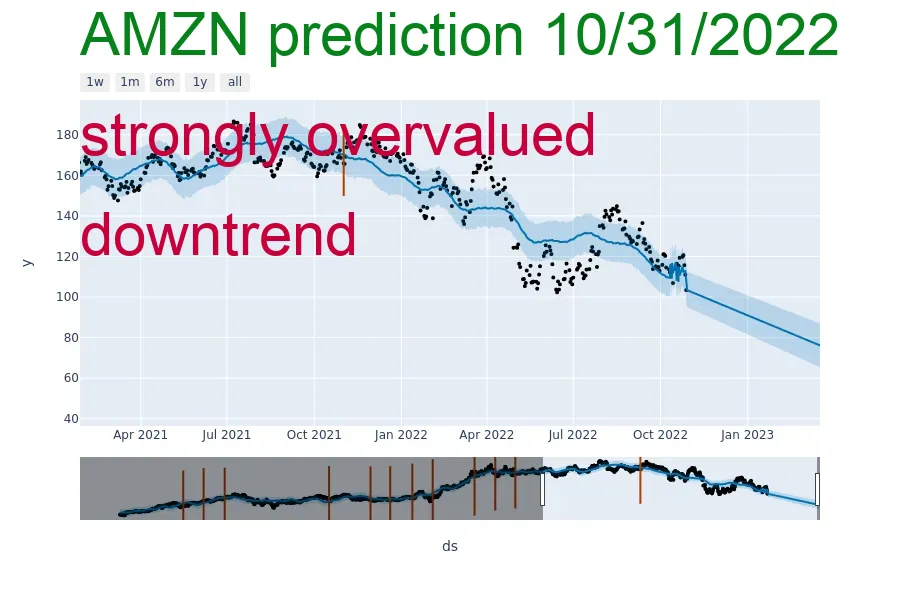 AMZN prediction 10/31/2022
1w 1m 6m 1y all
strongly overvalued
downtrend
180
160
140
120
100
80
60
40
y
Apr 2021 Jul 2021 Oct 2021 Jan 2022 Apr 2022 Jul 2022 Oct 2022 Jan 2023
ds